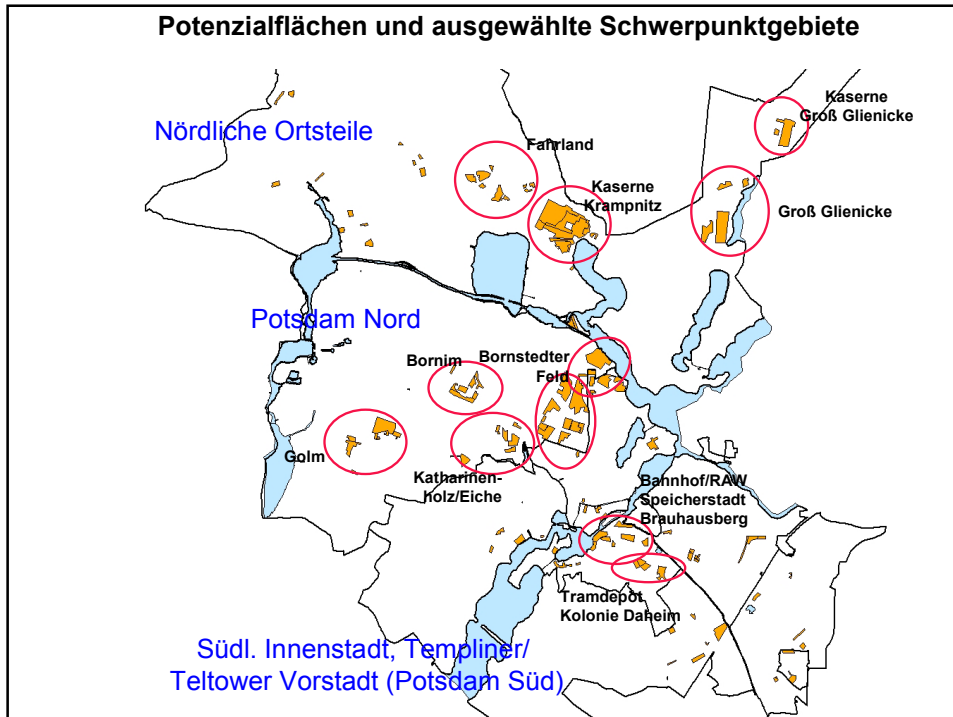 Potenzialflächen und ausgewählte Schwerpunktgebiete
Kaserne
Groß Glienicke
Nördliche Ortsteile
Fahrland
Kaserne
Krampnitz
Groß Glienicke
Potsdam Nord
Bornim
Bornstedter
Feld
Golm
Katharinen-
holz/Eiche
Bahnhof/RAW
Speicherstadt
Brauhausberg
Tramdepot
Kolonie Daheim
Südl. Innenstadt, Templiner/
Teltower Vorstadt (Potsdam Süd)